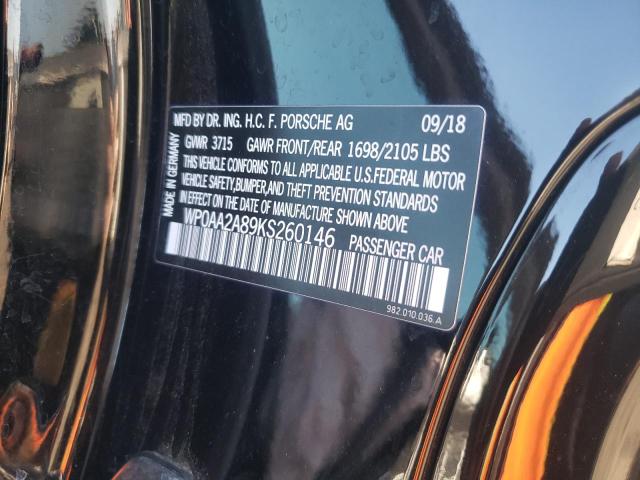 MFD BY DR. ING. H.C. F. PORSCHE AG 09/18
GVWR 3715 GAWR FRONT/REAR 1698/2105 LBS
THIS VEHICLE CONFORMS TO ALL APPLICABLE U.S.FEDERAL MOTOR
VEHICLE SAFETY,BUMPER,AND THEFT PREVENTION STANDARDS
IN EFFECT ON THE DATE OF MANUFACTURE SHOWN ABOVE.
WP0AA2A89KS260146 PASSENGER CAR
MADE IN GERMANY
982.010.036.A